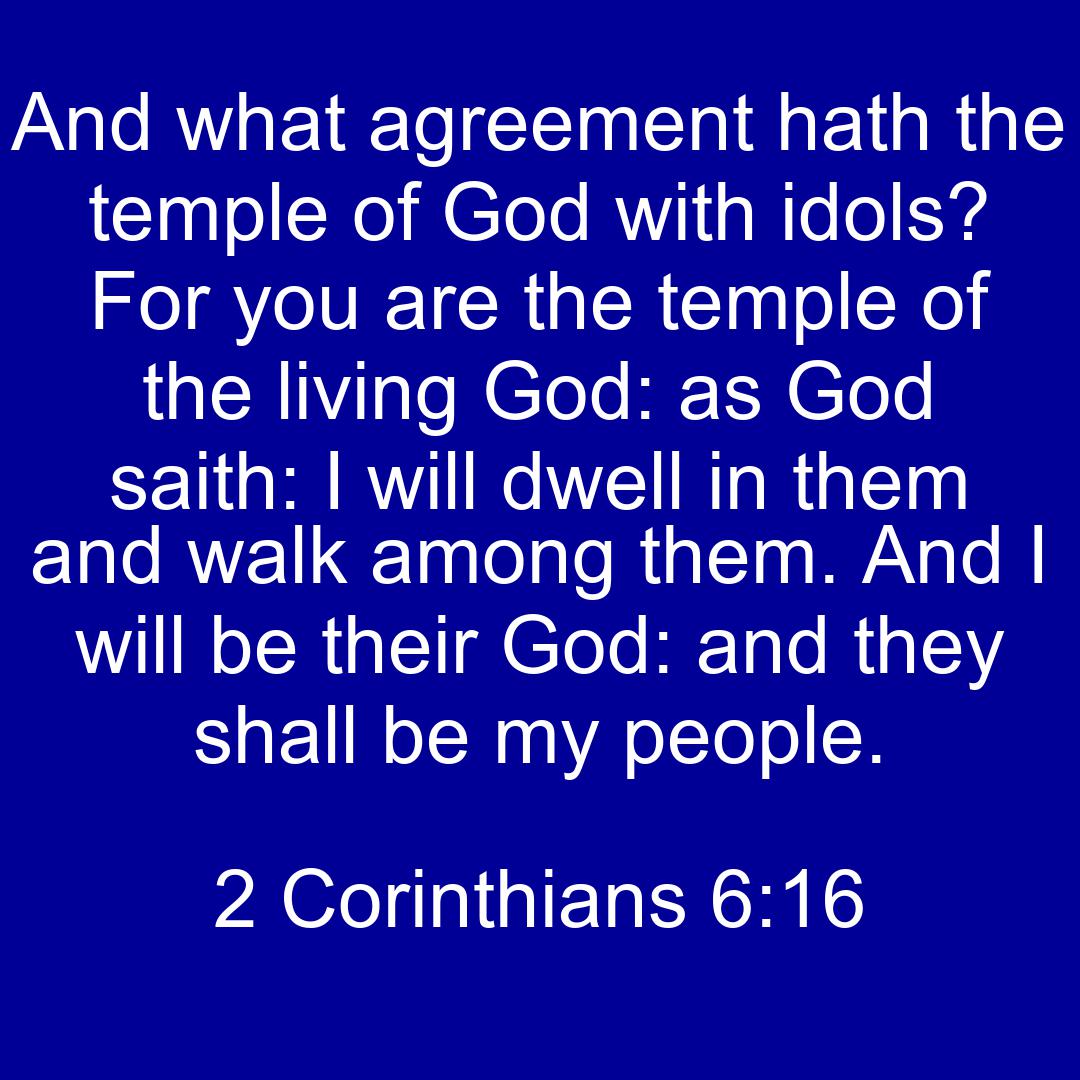 And what agreement hath the
temple of God with idols?
For you are the temple of
the living God: as God
saith: I will dwell in them
and walk among them. And I
will be their God: and they
shall be my people.
2 Corinthians 6:16